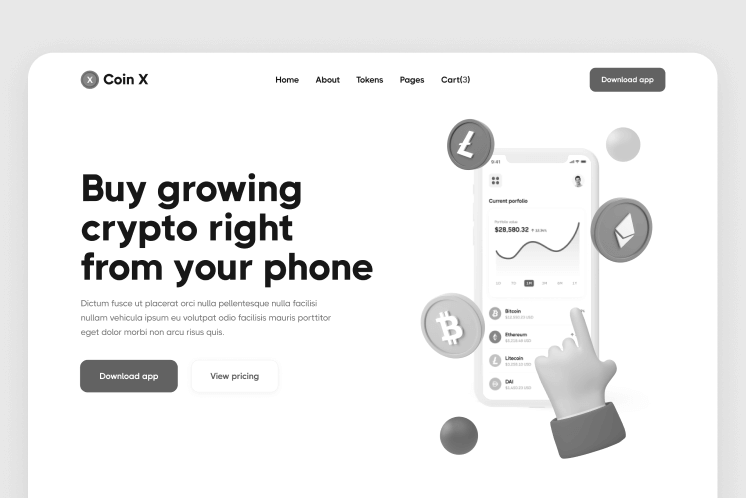 X Coin X
Home About Tokens Pages Cart(3)
Download app
Buy growing
crypto right
from your phone
Dictum fusce ut placerat orci nulla pellentesque nulla facilisi
nullam vehicula ipsum eu volutpat odio facilisis mauris porttitor
eget dolor morbi non arcu risus quis.
Download app
View pricing
9:41
Current porfolio
Portfolio value
$28,580.32
Bitcoin
Ethereum
Litecoin
DAI